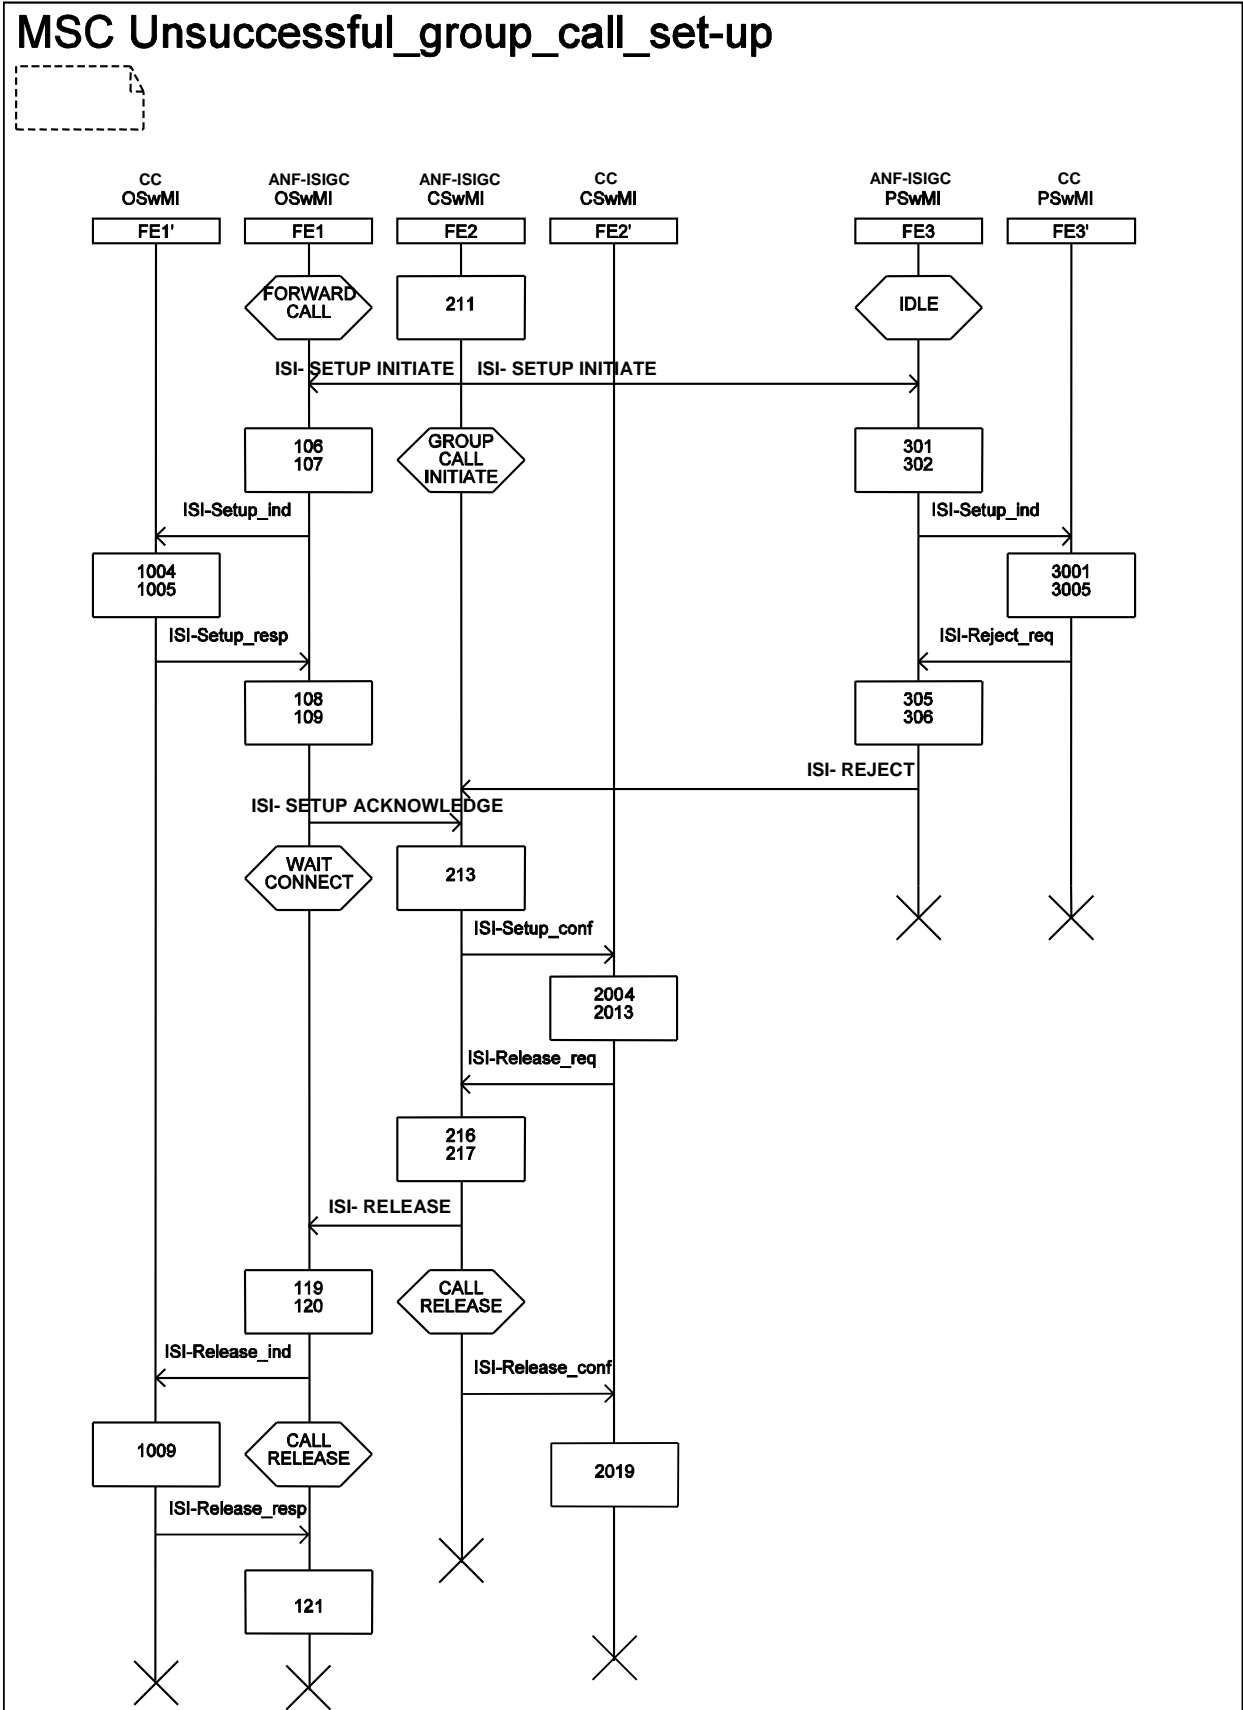 MSC Unsuccessful_group_call_set-up
CC
OSwMI
FE1'
ANF-ISIGC
OSwMI
FE1
ANF-ISIGC
CSwMI
FE2
CC
CSwMI
FE2'
ANF-ISIGC
PSwMI
FE3
CC
PSwMI
FE3'
FORWARD
CALL
211
IDLE
ISI- SETUP INITIATE
ISI- SETUP INITIATE
106
107
GROUP
CALL
INITIATE
301
302
ISI-Setup_ind
ISI-Setup_ind
1004
1005
3001
3005
ISI-Setup_resp
ISI-Reject_req
108
109
305
306
ISI- REJECT
ISI- SETUP ACKNOWLEDGE
WAIT
CONNECT
213
ISI-Setup_conf
2004
2013
ISI-Release_req
216
217
ISI- RELEASE
119
120
CALL
RELEASE
ISI-Release_ind
ISI-Release_conf
1009
CALL
RELEASE
2019
ISI-Release_resp
121